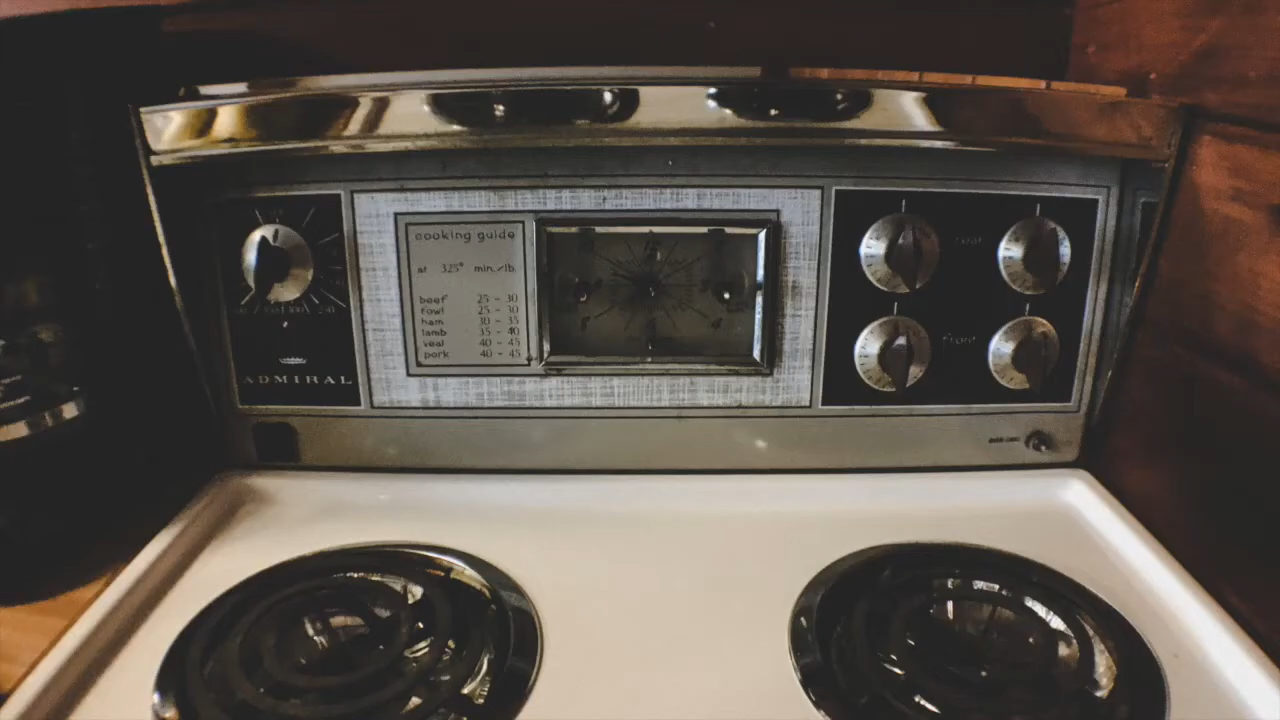 cooking guide
at 325° min./lb.
beef 25 - 30
fowl 25 - 30
ham 30 - 35
lamb 35 - 40
veal 40 - 45
pork 40 - 45
ADMIRAL
rear
front